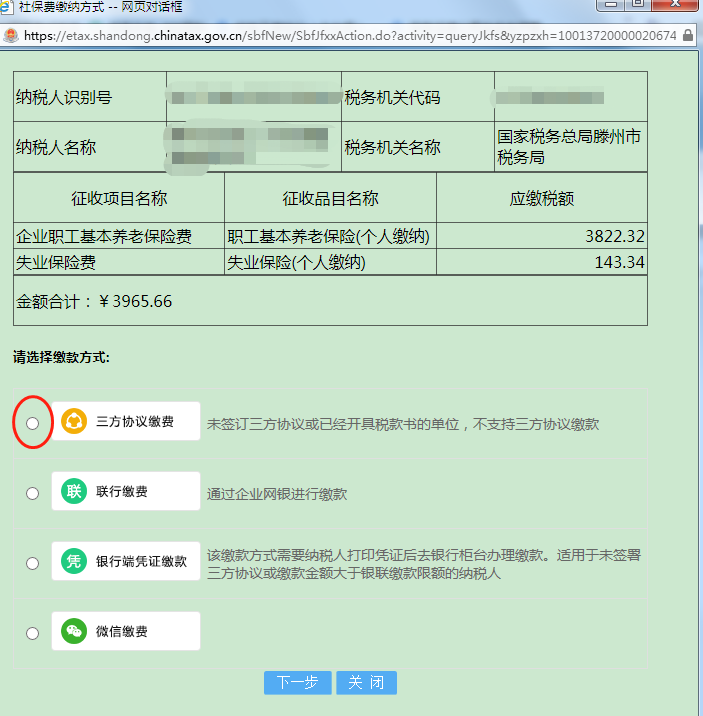 社保费缴纳方式 -- 网页对话框
https://etax.shandong.chinatax.gov.cn/sbfNew/SbfJfxxAction.do?activity=queryJkfs&yzpzxh=10013720000020674
纳税人识别号 税务机关代码
纳税人名称 税务机关名称 国家税务总局滕州市
税务局
征收项目名称 征收品目名称 应缴税额
企业职工基本养老保险费 职工基本养老保险(个人缴纳) 3822.32
失业保险费 失业保险(个人缴纳) 143.34
金额合计：￥3965.66
请选择缴款方式:
三方协议缴费 未签订三方协议或已经开具税款书的单位，不支持三方协议缴款
联 联行缴费 通过企业网银进行缴款
凭 银行端凭证缴款 该缴款方式需要纳税人打印凭证后去银行柜台办理缴款。适用于未签署
三方协议或缴款金额大于银联缴款限额的纳税人
微信缴费
下一步 关 闭